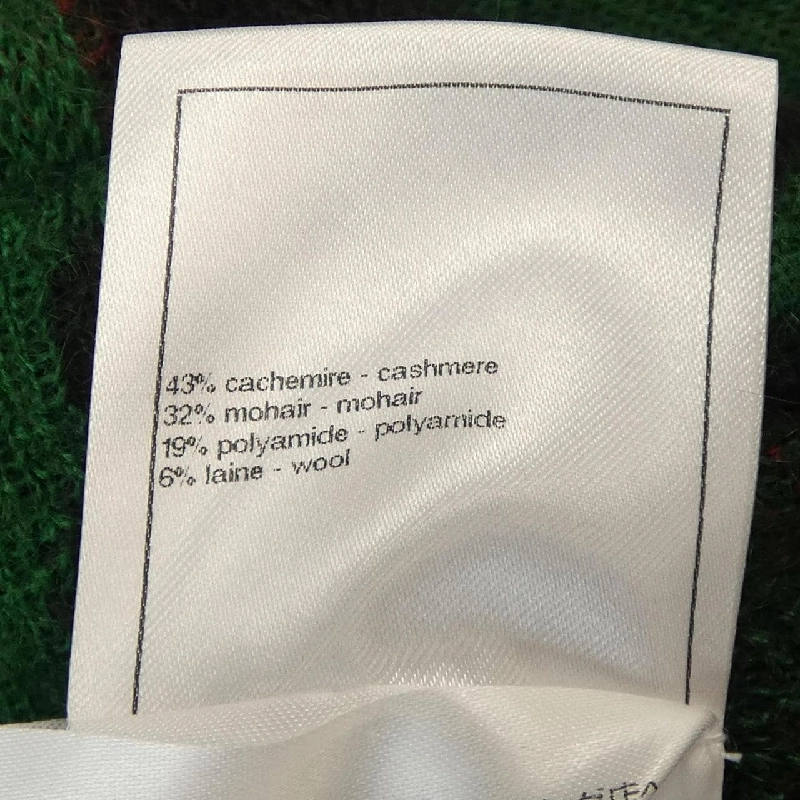 43% cachemire - cashmere
32% mohair - mohair
19% polyamide - polyamide
6% laine - wool